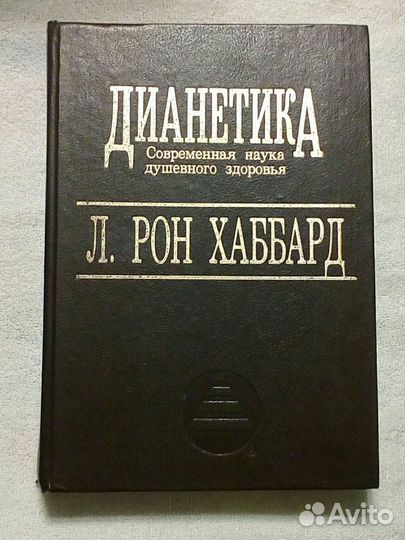 ДИАНЕТИКА
Современная наука
душевного здоровья
Л. РОН ХАББАРД
Avito